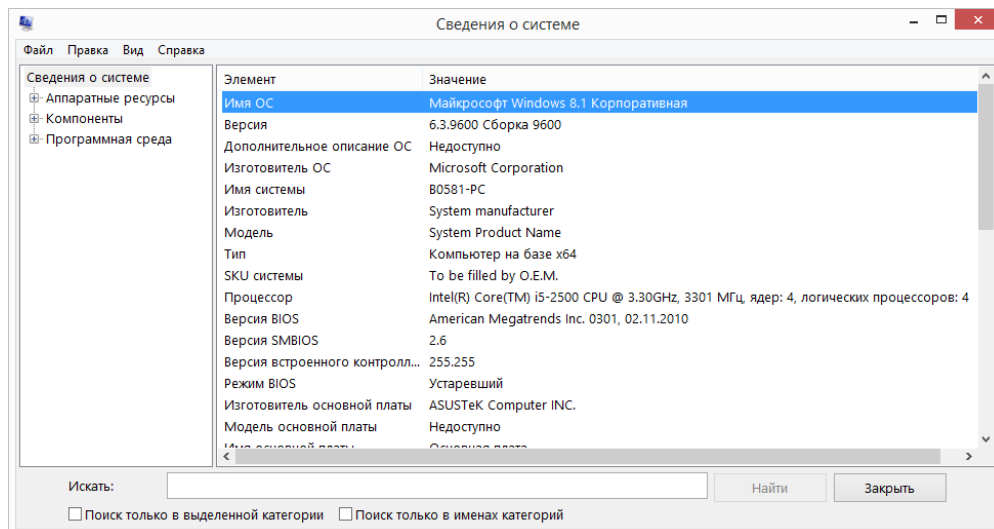 Сведения о системе
Файл Правка Вид Справка
Сведения о системе
Аппаратные ресурсы
Компоненты
Программная среда
Элемент Значение
Имя ОС Майкрософт Windows 8.1 Корпоративная
Версия 6.3.9600 Сборка 9600
Дополнительное описание ОС Недоступно
Изготовитель ОС Microsoft Corporation
Имя системы B0581-PC
Изготовитель System manufacturer
Модель System Product Name
Тип Компьютер на базе x64
SKU системы To be filled by O.E.M.
Процессор Intel(R) Core(TM) i5-2500 CPU @ 3.30GHz, 3301 МГц, ядер: 4, логических процессоров: 4
Версия BIOS American Megatrends Inc. 0301, 02.11.2010
Версия SMBIOS 2.6
Версия встроенного контролл... 255.255
Режим BIOS Устаревший
Изготовитель основной платы ASUSTeK Computer INC.
Модель основной платы Недоступно
Имя основной платы Основная плата
Искать: Найти Закрыть
Поиск только в выделенной категории Поиск только в именах категорий